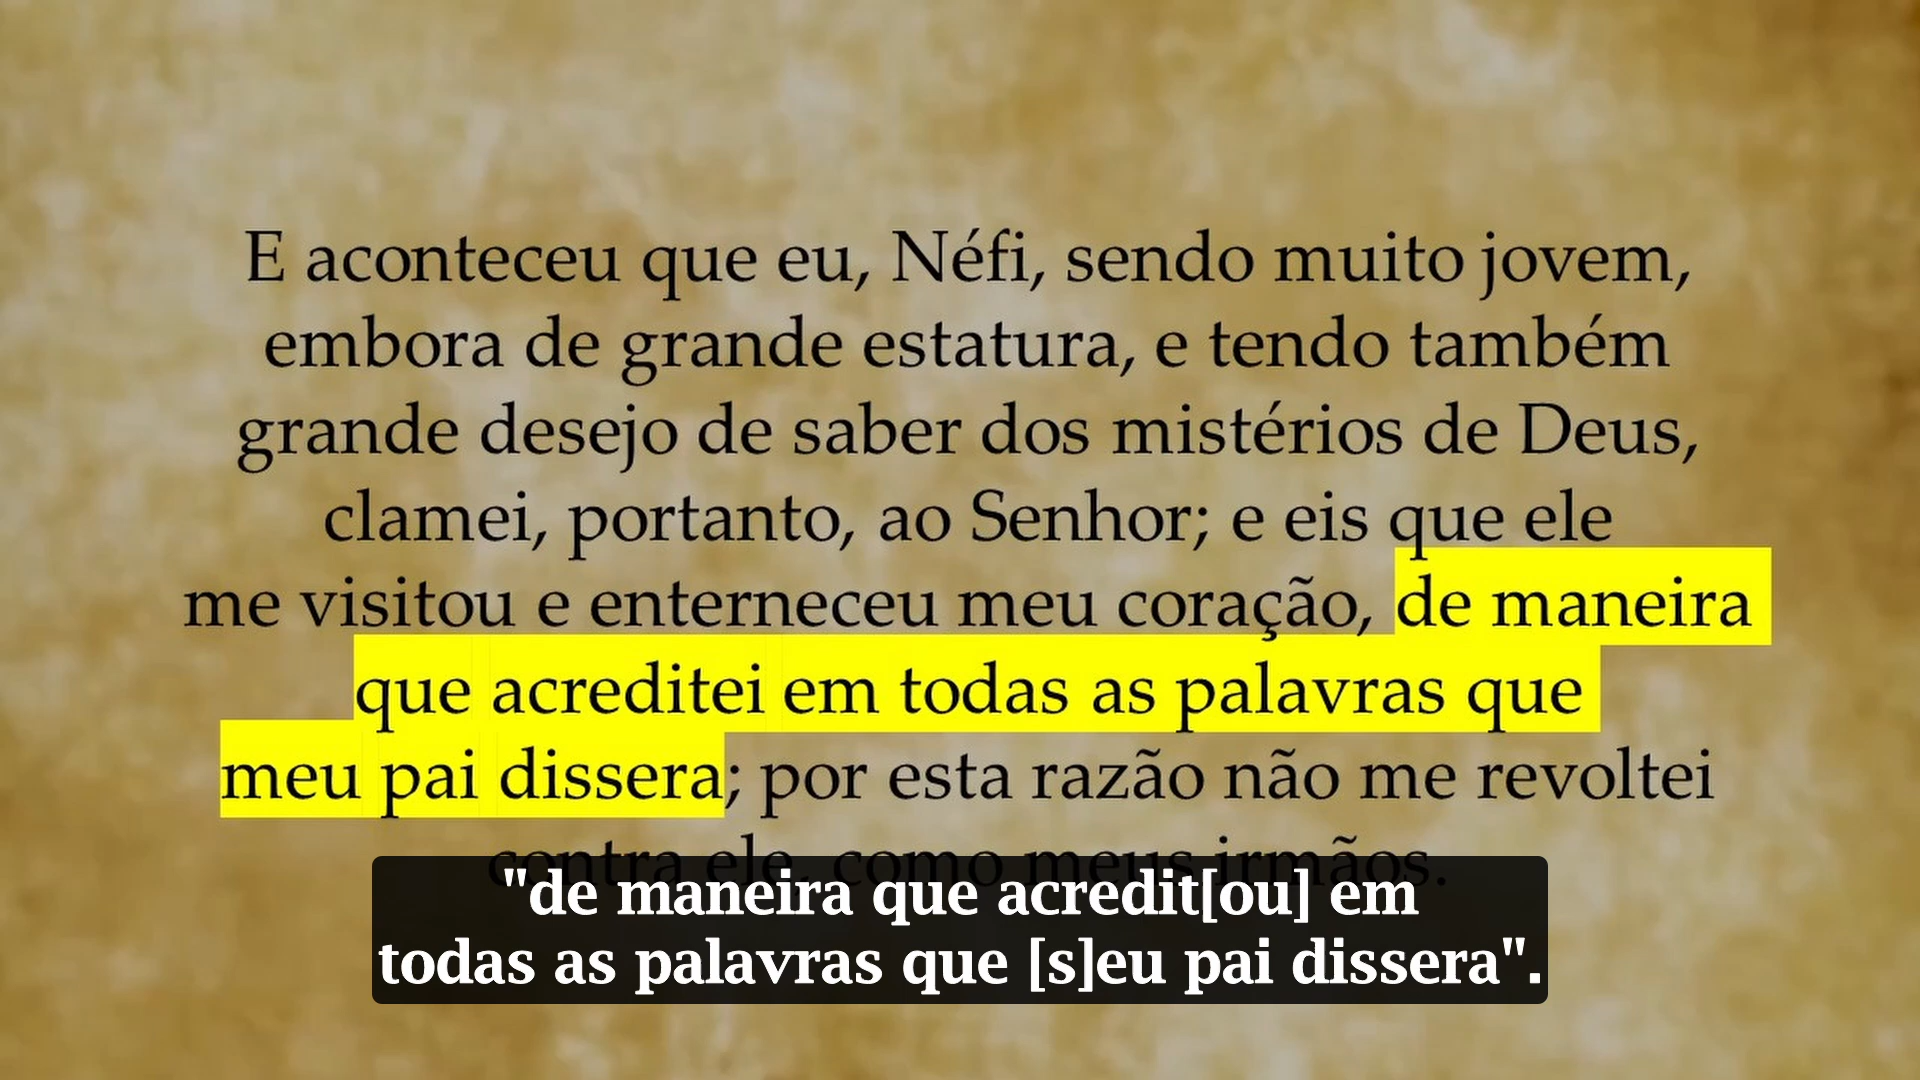 E aconteceu que eu, Néfi, sendo muito jovem,
embora de grande estatura, e tendo também
grande desejo de saber dos mistérios de Deus,
clamei, portanto, ao Senhor; e eis que ele
me visitou e enterneceu meu coração, de maneira
que acreditei em todas as palavras que
meu pai dissera; por esta razão não me revoltei
contra ele, como meus irmãos.
"de maneira que acredit[ou] em
todas as palavras que [s]eu pai dissera".